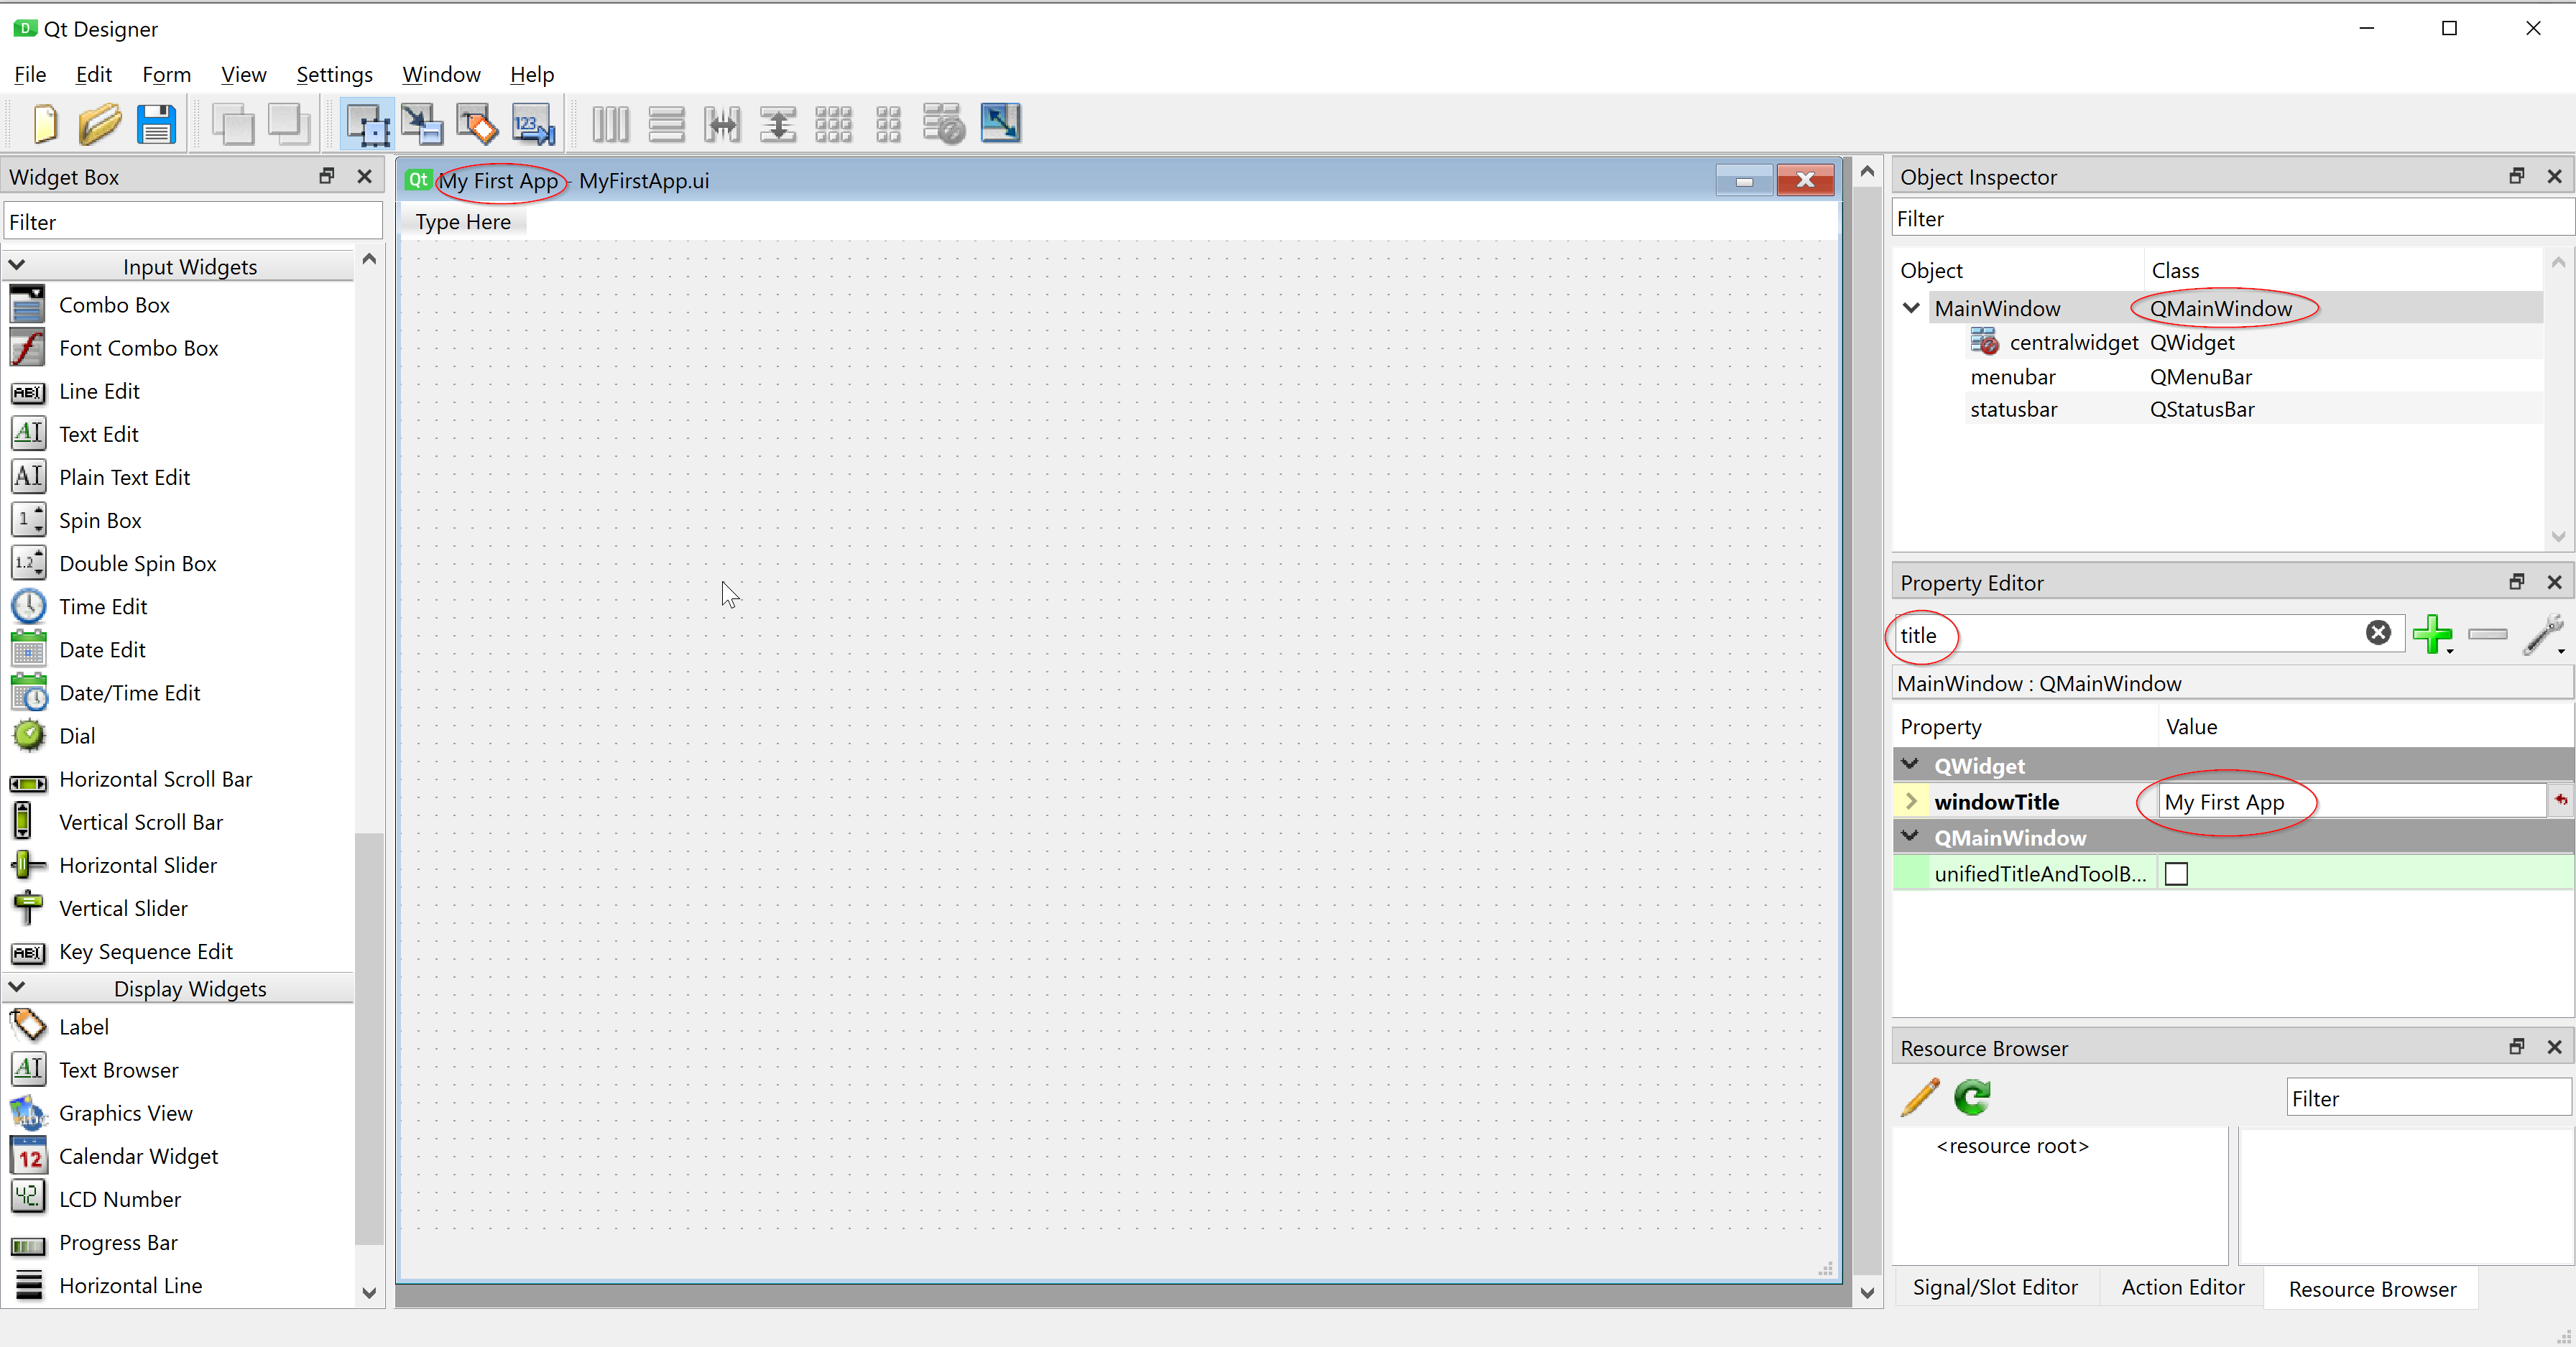 Qt Designer
File Edit Form View Settings Window Help
Widget Box
Filter
Input Widgets
Combo Box
Font Combo Box
Line Edit
Text Edit
Plain Text Edit
Spin Box
Double Spin Box
Time Edit
Date Edit
Date/Time Edit
Dial
Horizontal Scroll Bar
Vertical Scroll Bar
Horizontal Slider
Vertical Slider
Key Sequence Edit
Display Widgets
Label
Text Browser
Graphics View
Calendar Widget
LCD Number
Progress Bar
Horizontal Line
Qt My First App - MyFirstApp.ui
Type Here
Object Inspector
Filter
Object Class
MainWindow QMainWindow
centralwidget QWidget
menubar QMenuBar
statusbar QStatusBar
Property Editor
title
MainWindow : QMainWindow
Property Value
QWidget
windowTitle My First App
QMainWindow
unifiedTitleAndToolB...
Resource Browser
Filter
<resource root>
Signal/Slot Editor Action Editor Resource Browser